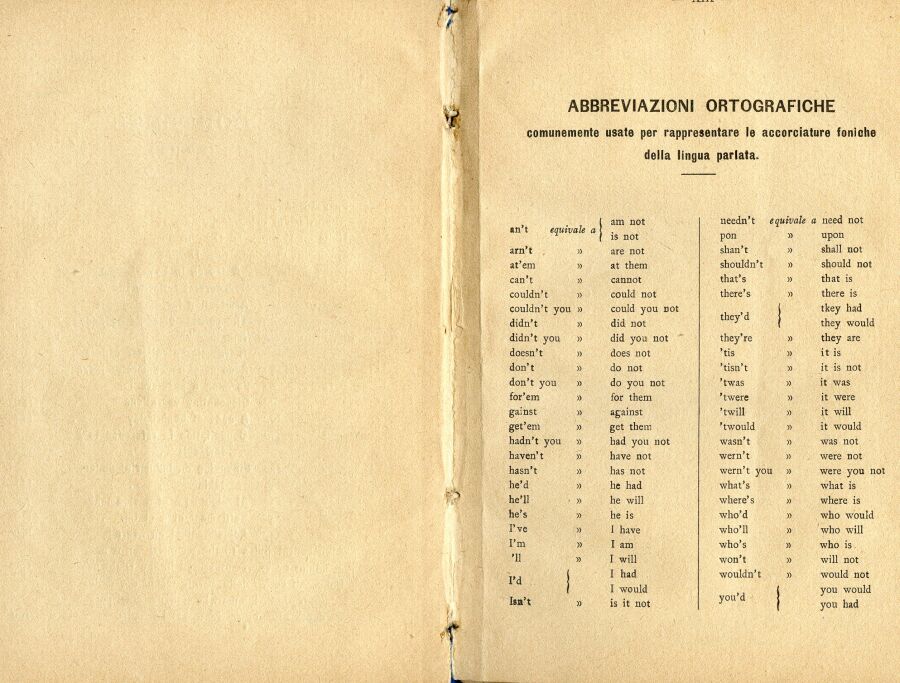 ABBREVIAZIONI ORTOGRAFICHE
comunemente usate per rappresentare le accorciature foniche
della lingua parlata.
an't equivale a { am not
is not
arn't » are not
at'em » at them
can't » cannot
couldn't » could not
couldn't you » could you not
didn't » did not
didn't you » did you not
doesn't » does not
don't » do not
don't you » do you not
for'em » for them
gainst » against
get'em » get them
hadn't you » had you not
haven't » have not
hasn't » has not
he'd » he had
he'll » he will
he's » he is
I've » I have
I'm » I am
'll » I will
I'd { I had
I would
Isn't » is it not
needn't equivale a need not
pon » upon
shan't » shall not
shouldn't » should not
that's » that is
there's » there is
they'd { tkey had
they would
they're » they are
'tis » it is
'tisn't » it is not
'twas » it was
'twere » it were
'twill » it will
'twould » it would
wasn't » was not
wern't » were not
wern't you » were you not
what's » what is
where's » where is
who'd » who would
who'll » who will
who's » who is
won't » will not
wouldn't » would not
you'd { you would
you had